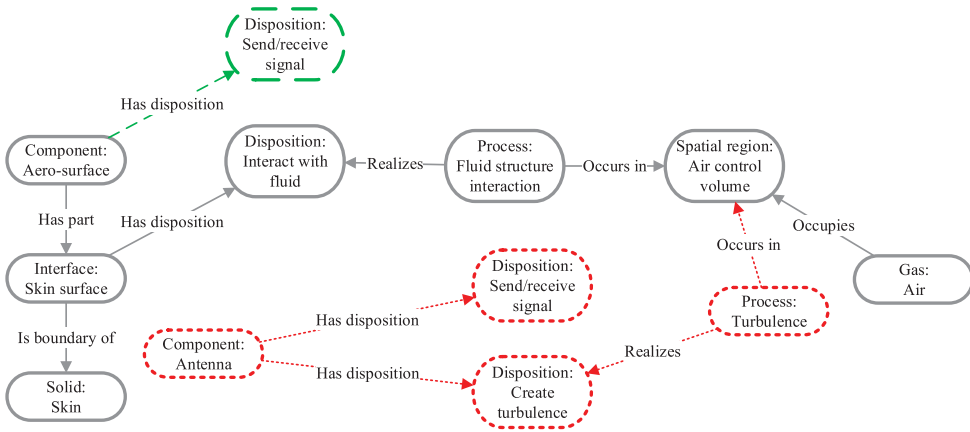 Disposition:
Send/receive
signal
Has disposition
Component:
Aero-surface
Disposition:
Interact with
fluid
Realizes
Process:
Fluid structure
interaction
Occurs in
Spatial region:
Air control
volume
Has part
Has disposition
Occupies
Occurs in
Interface:
Skin surface
Disposition:
Send/receive
signal
Gas:
Air
Process:
Turbulence
Has disposition
Is boundary of
Component:
Antenna
Realizes
Has disposition
Disposition:
Create
turbulence
Solid:
Skin